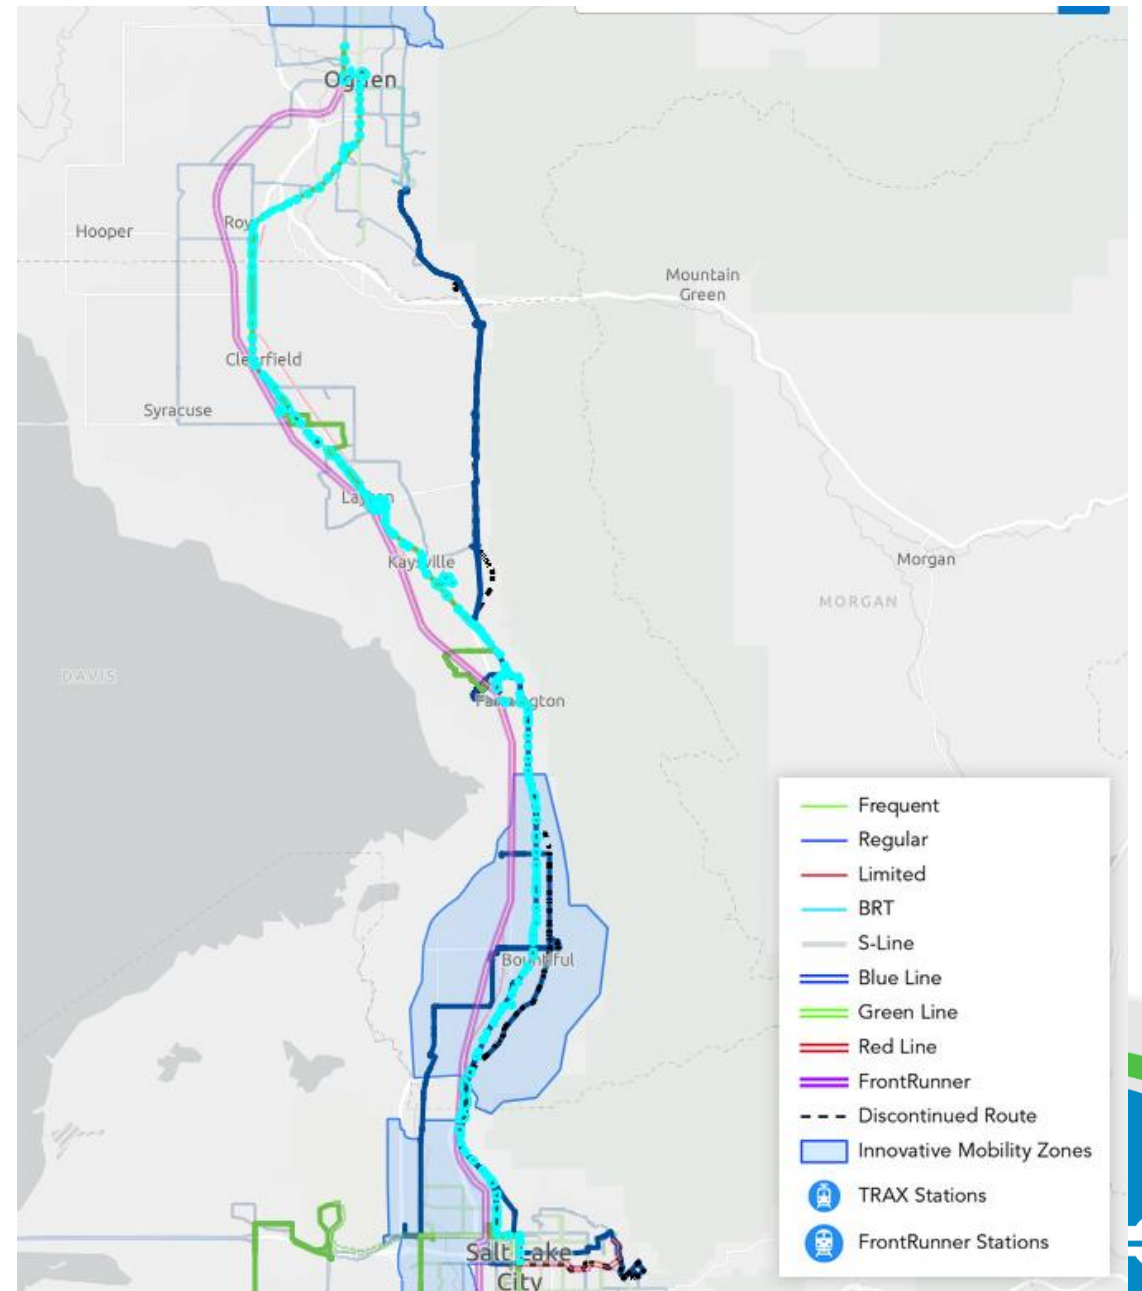 Ogden
Hooper
Roy
Mountain
Green
Clearfield
Syracuse
Layton
Kaysville
Morgan
MORGAN
DAVIS
Farmington
Bountiful
Salt Lake
City
Frequent
Regular
Limited
BRT
S-Line
Blue Line
Green Line
Red Line
FrontRunner
Discontinued Route
Innovative Mobility Zones
TRAX Stations
FrontRunner Stations